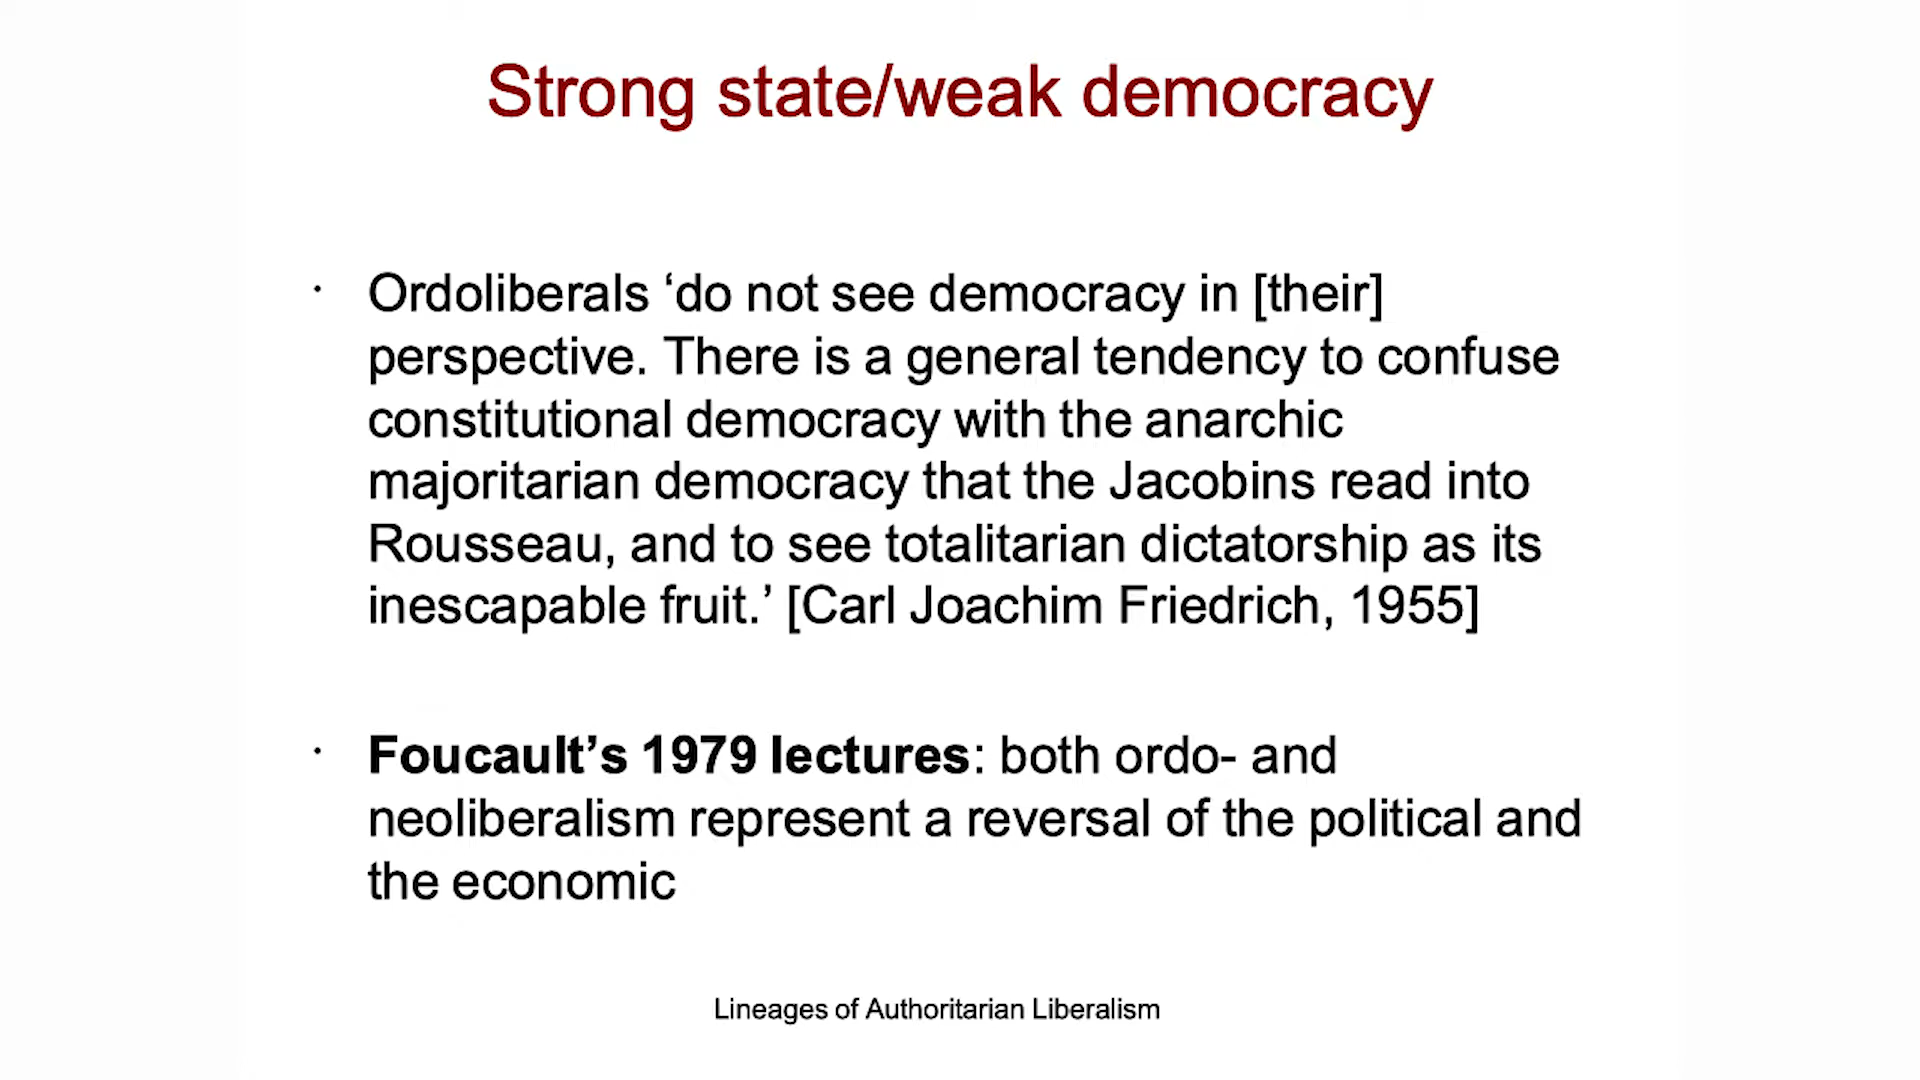 Strong state/weak democracy
· Ordoliberals ‘do not see democracy in [their]
perspective. There is a general tendency to confuse
constitutional democracy with the anarchic
majoritarian democracy that the Jacobins read into
Rousseau, and to see totalitarian dictatorship as its
inescapable fruit.’ [Carl Joachim Friedrich, 1955]
· Foucault’s 1979 lectures: both ordo- and
neoliberalism represent a reversal of the political and
the economic
Lineages of Authoritarian Liberalism